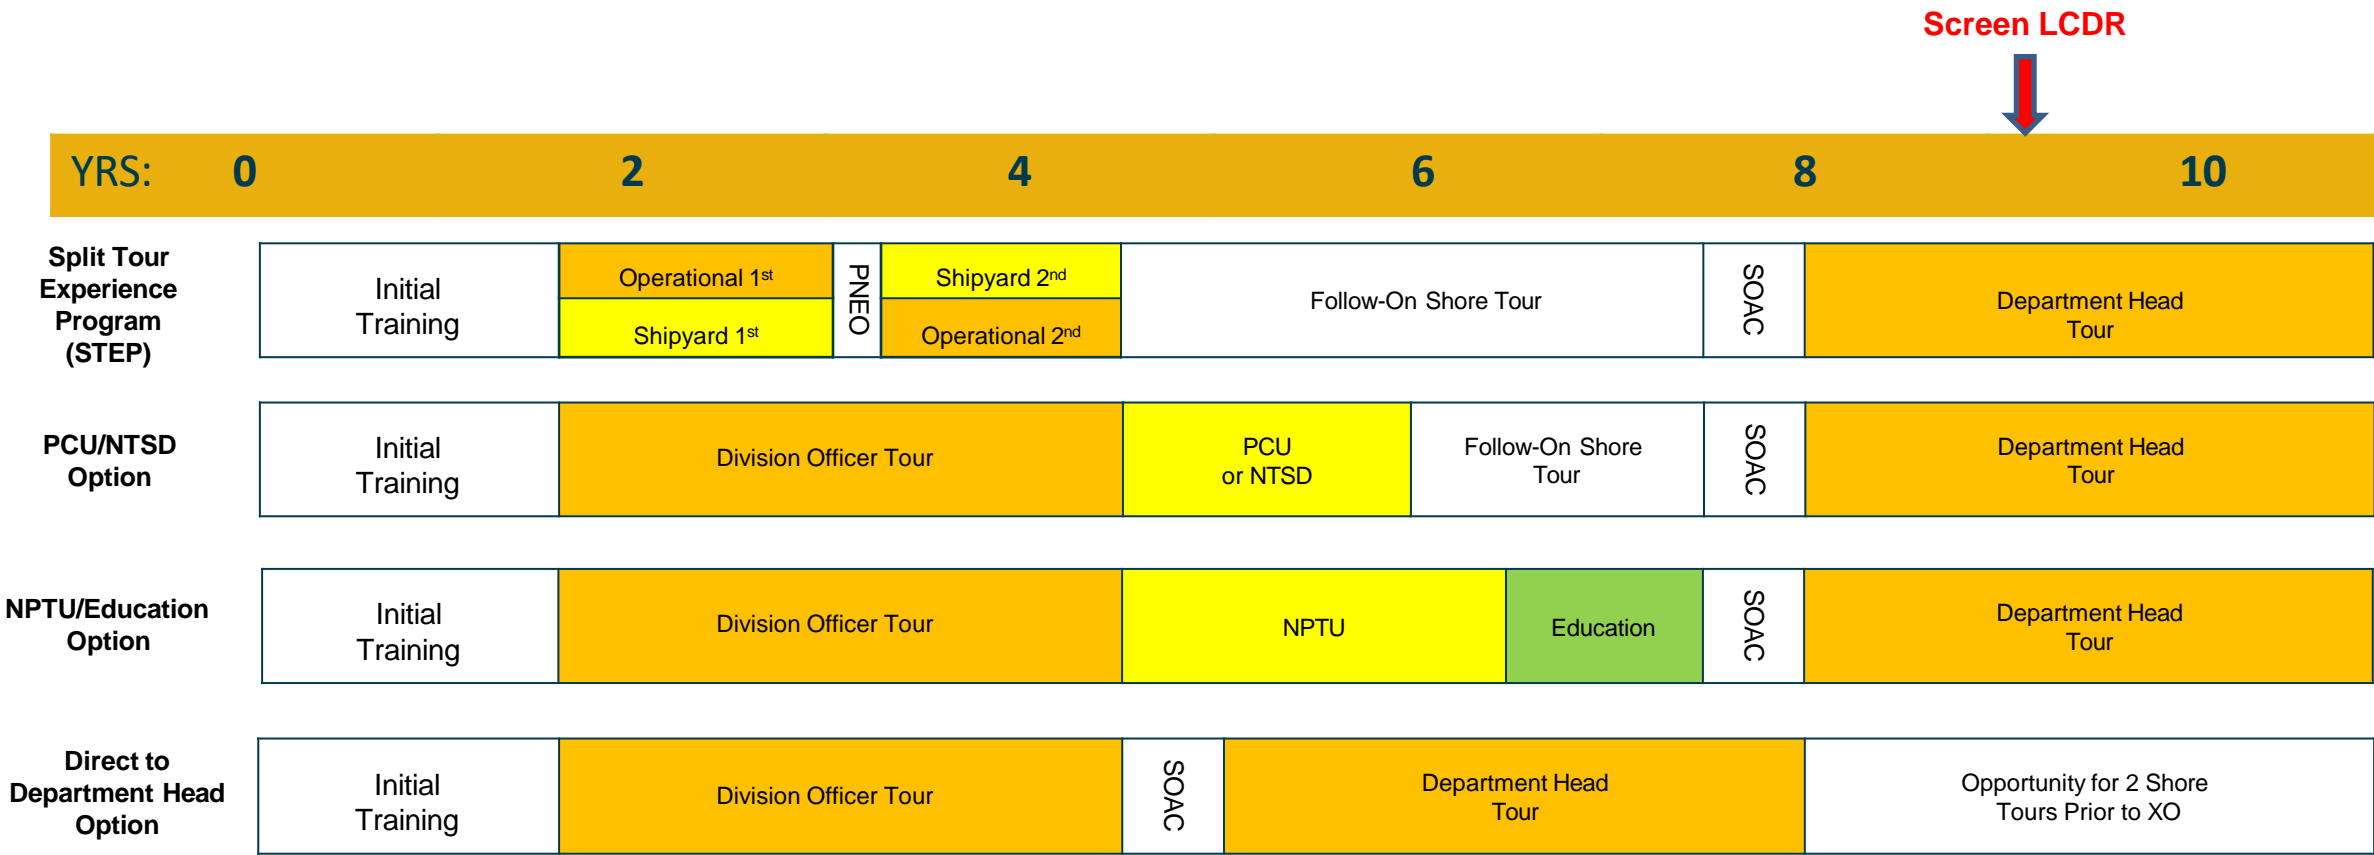 Screen LCDR
YRS: 0 2 4 6 8 10
Split Tour
Experience
Program
(STEP)
Initial
Training
Operational 1st
Shipyard 1st
PNEO
Shipyard 2nd
Operational 2nd
Follow-On Shore Tour
SOAC
Department Head
Tour
PCU/NTSD
Option
Initial
Training
Division Officer Tour
PCU
or NTSD
Follow-On Shore
Tour
SOAC
Department Head
Tour
NPTU/Education
Option
Initial
Training
Division Officer Tour
NPTU
Education
SOAC
Department Head
Tour
Direct to
Department Head
Option
Initial
Training
Division Officer Tour
SOAC
Department Head
Tour
Opportunity for 2 Shore
Tours Prior to XO